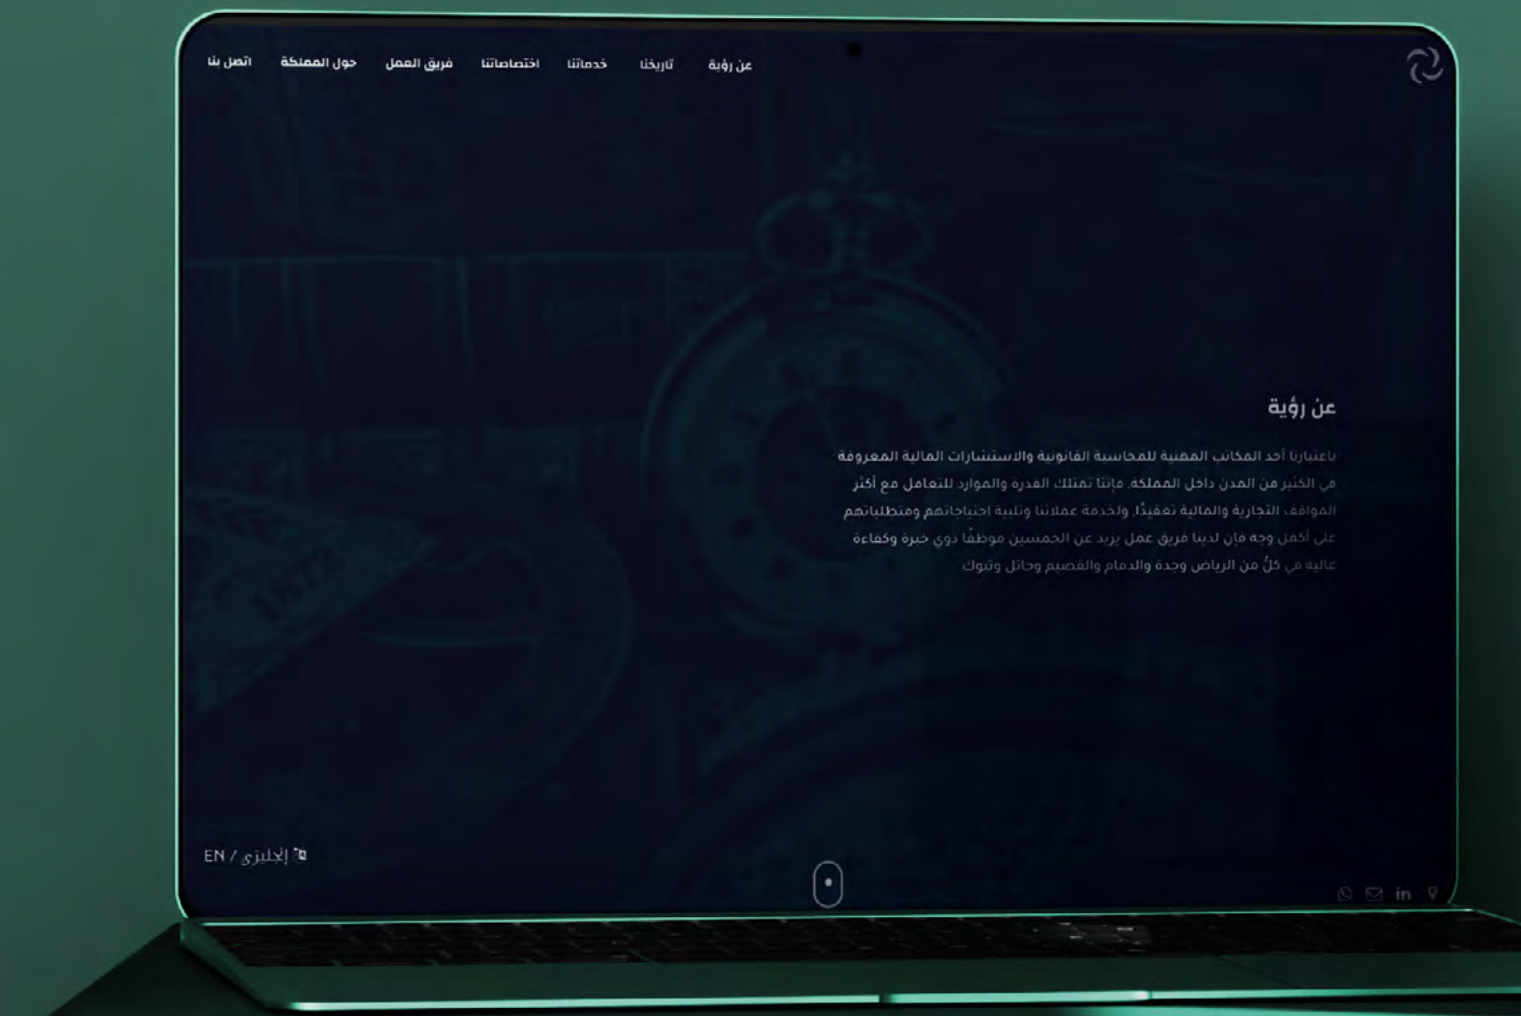 عن رؤية
تاريخنا
خدماتنا
اختصاصاتنا
فريق العمل
حول المملكة
اتصل بنا
عن رؤية
باعتبارنا أحد المكاتب المهنية للمحاسبة القانونية والاستشارات المالية المعروفة
في الكثير من المدن داخل المملكة. فإننا نمتلك القدرة والموارد للتعامل مع أكثر
المواقف التجارية والمالية تعقيدًا. ولخدمة عملائنا وتلبية احتياجاتهم ومتطلباتهم
على أكمل وجه فإن لدينا فريق عمل يزيد عن الخمسين موظفًا ذوي خبرة وكفاءة
عالية في كلُّ من الرياض وجدة والدمام والقصيم وحائل وتبوك
1872
إنجليزي / EN
in